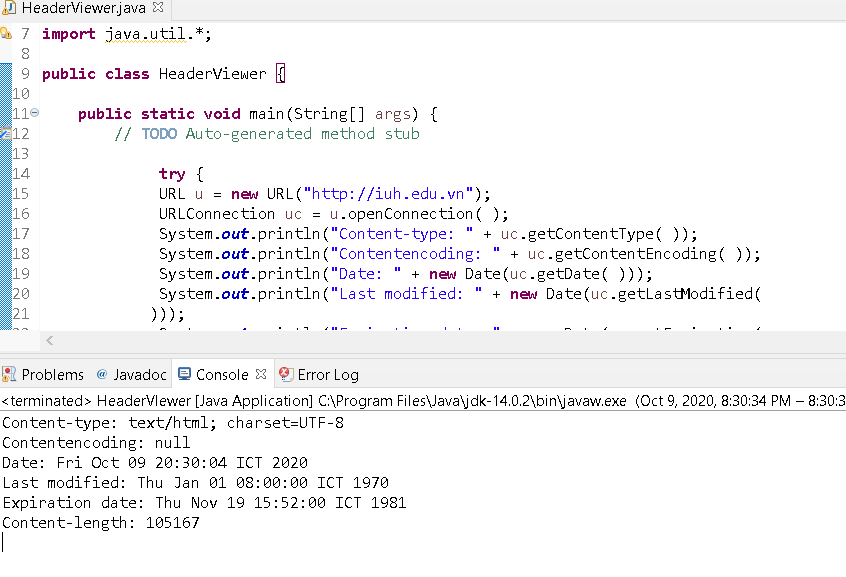 HeaderViewer.java
7 import java.util.*;
8
9 public class HeaderViewer {
10
11 public static void main(String[] args) {
12 // TODO Auto-generated method stub
13
14 try {
15 URL u = new URL("http://iuh.edu.vn");
16 URLConnection uc = u.openConnection( );
17 System.out.println("Content-type: " + uc.getContentType( ));
18 System.out.println("Contentencoding: " + uc.getContentEncoding( ));
19 System.out.println("Date: " + new Date(uc.getDate( )));
20 System.out.println("Last modified: " + new Date(uc.getLastModified(
21 )));
Problems @ Javadoc Console Error Log
<terminated> HeaderVIewer [Java Application] C:\Program Files\Java\jdk-14.0.2\bin\javaw.exe (Oct 9, 2020, 8:30:34 PM – 8:30:3
Content-type: text/html; charset=UTF-8
Contentencoding: null
Date: Fri Oct 09 20:30:04 ICT 2020
Last modified: Thu Jan 01 08:00:00 ICT 1970
Expiration date: Thu Nov 19 15:52:00 ICT 1981
Content-length: 105167